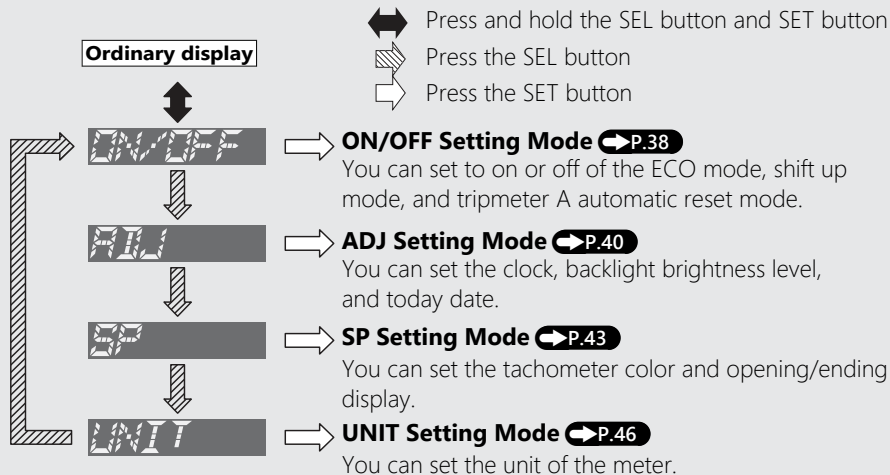 Press and hold the SEL button and SET button
Press the SEL button
Press the SET button
Ordinary display
ON/OFF
ON/OFF Setting Mode P.38
You can set to on or off of the ECO mode, shift up
mode, and tripmeter A automatic reset mode.
ADJ
ADJ Setting Mode P.40
You can set the clock, backlight brightness level,
and today date.
SP
SP Setting Mode P.43
You can set the tachometer color and opening/ending
display.
UNIT
UNIT Setting Mode P.46
You can set the unit of the meter.